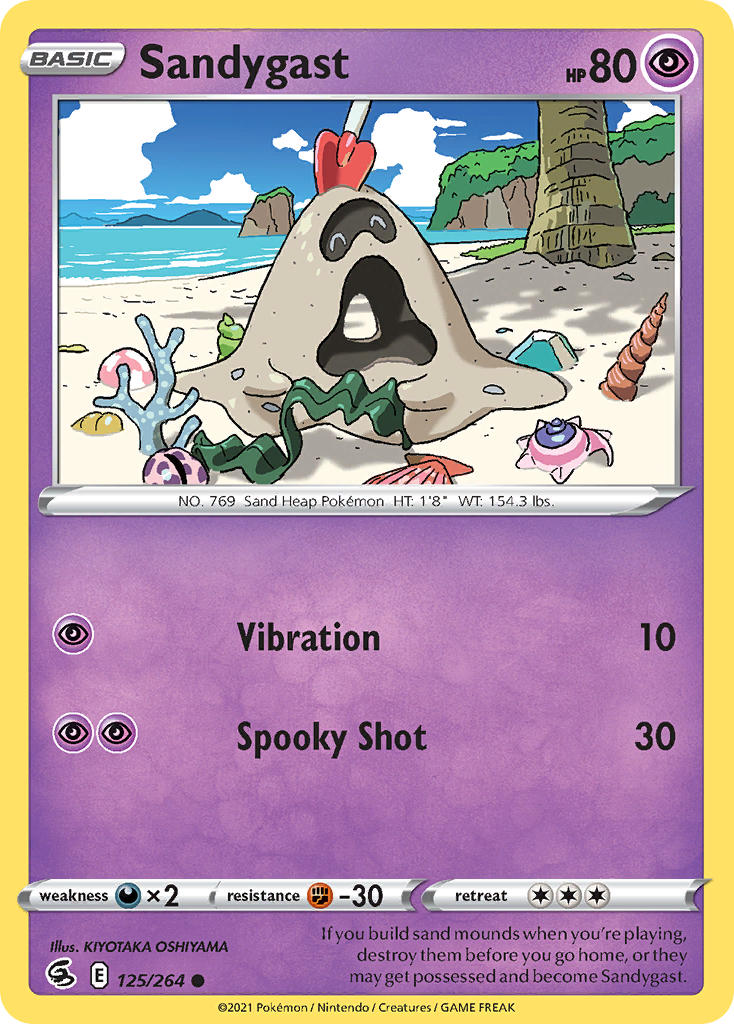 BASIC Sandygast HP 80
NO. 769 Sand Heap Pokémon HT: 1'8" WT: 154.3 lbs.
Vibration 10
Spooky Shot 30
weakness ×2 resistance -30 retreat
Illus. KIYOTAKA OSHIYAMA
If you build sand mounds when you're playing,
destroy them before you go home, or they
may get possessed and become Sandygast.
E 125/264
©2021 Pokémon / Nintendo / Creatures / GAME FREAK